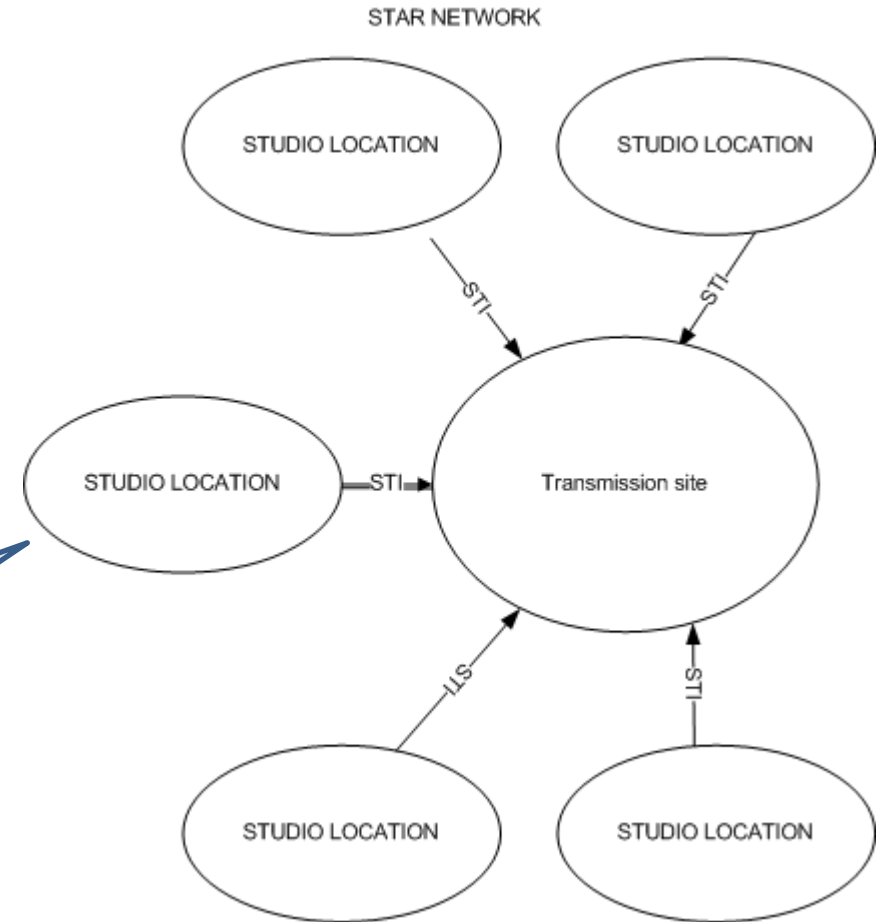 STAR NETWORK
STUDIO LOCATION
STUDIO LOCATION
STI
STI
STUDIO LOCATION
STI
Transmission site
STI
STI
STUDIO LOCATION
STUDIO LOCATION